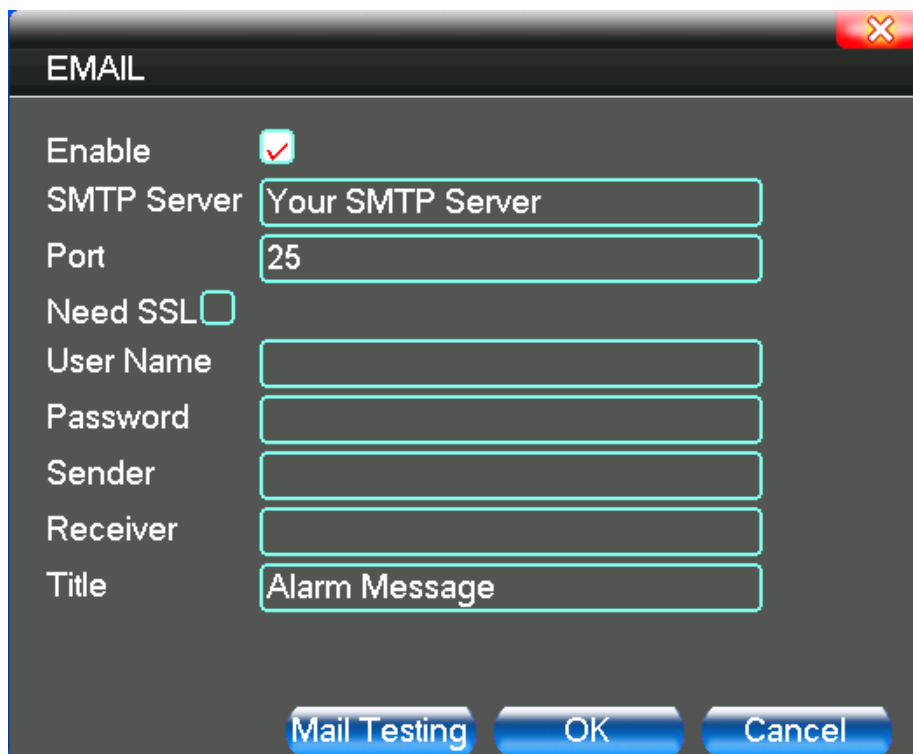 EMAIL
Enable
SMTP Server Your SMTP Server
Port 25
Need SSL
User Name
Password
Sender
Receiver
Title Alarm Message
Mail Testing OK Cancel